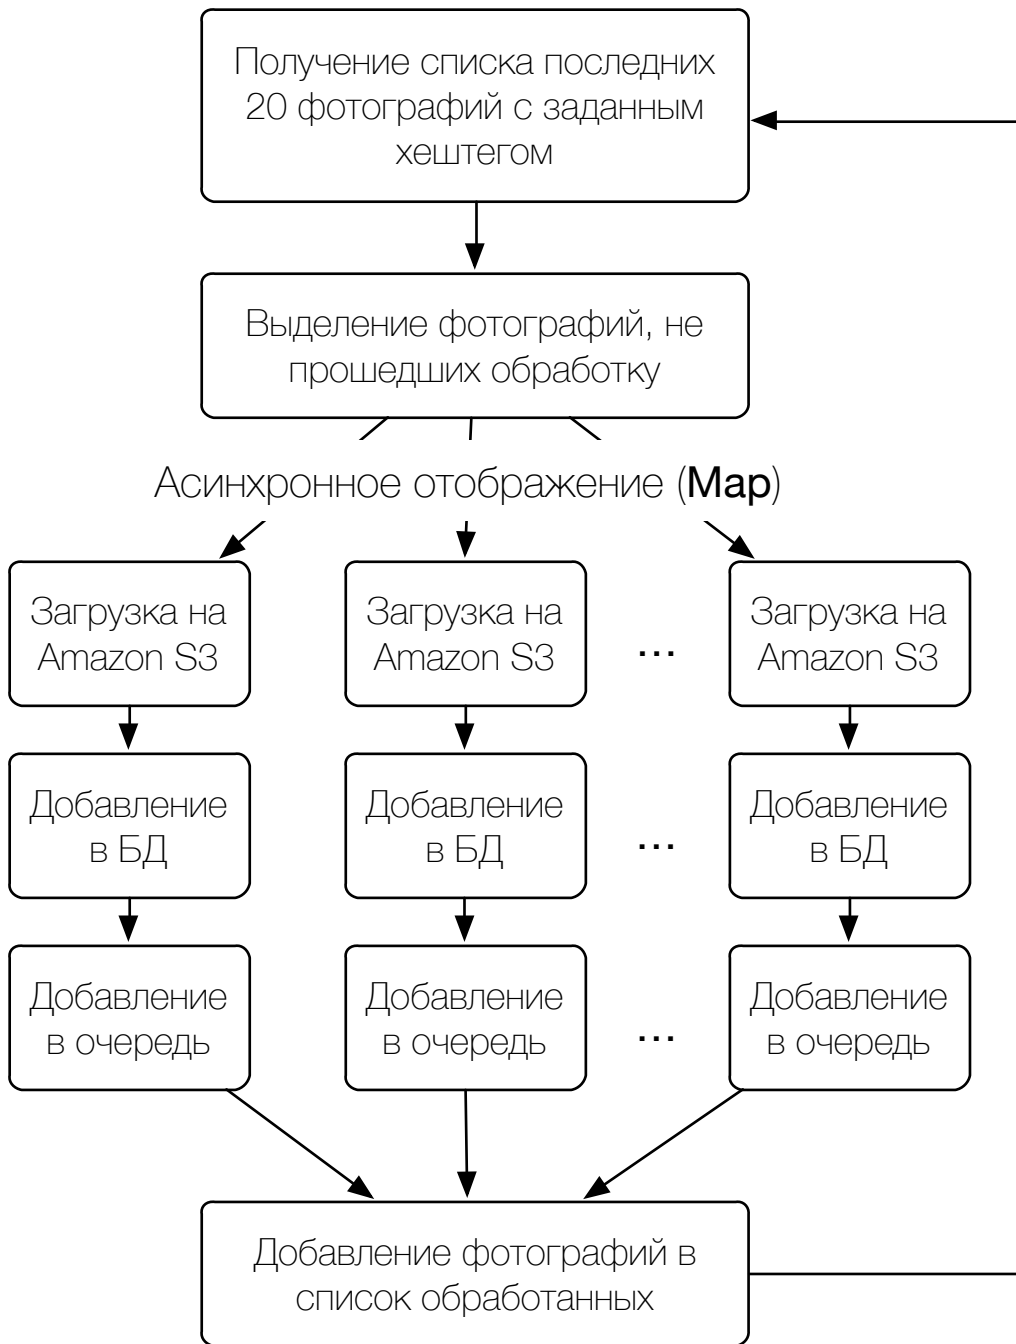 Получение списка последних
20 фотографий с заданным
хештегом
Выделение фотографий, не
прошедших обработку
Асинхронное отображение (Map)
Загрузка на
Amazon S3
Загрузка на
Amazon S3
...
Загрузка на
Amazon S3
Добавление
в БД
Добавление
в БД
...
Добавление
в БД
Добавление
в очередь
Добавление
в очередь
...
Добавление
в очередь
Добавление фотографий в
список обработанных